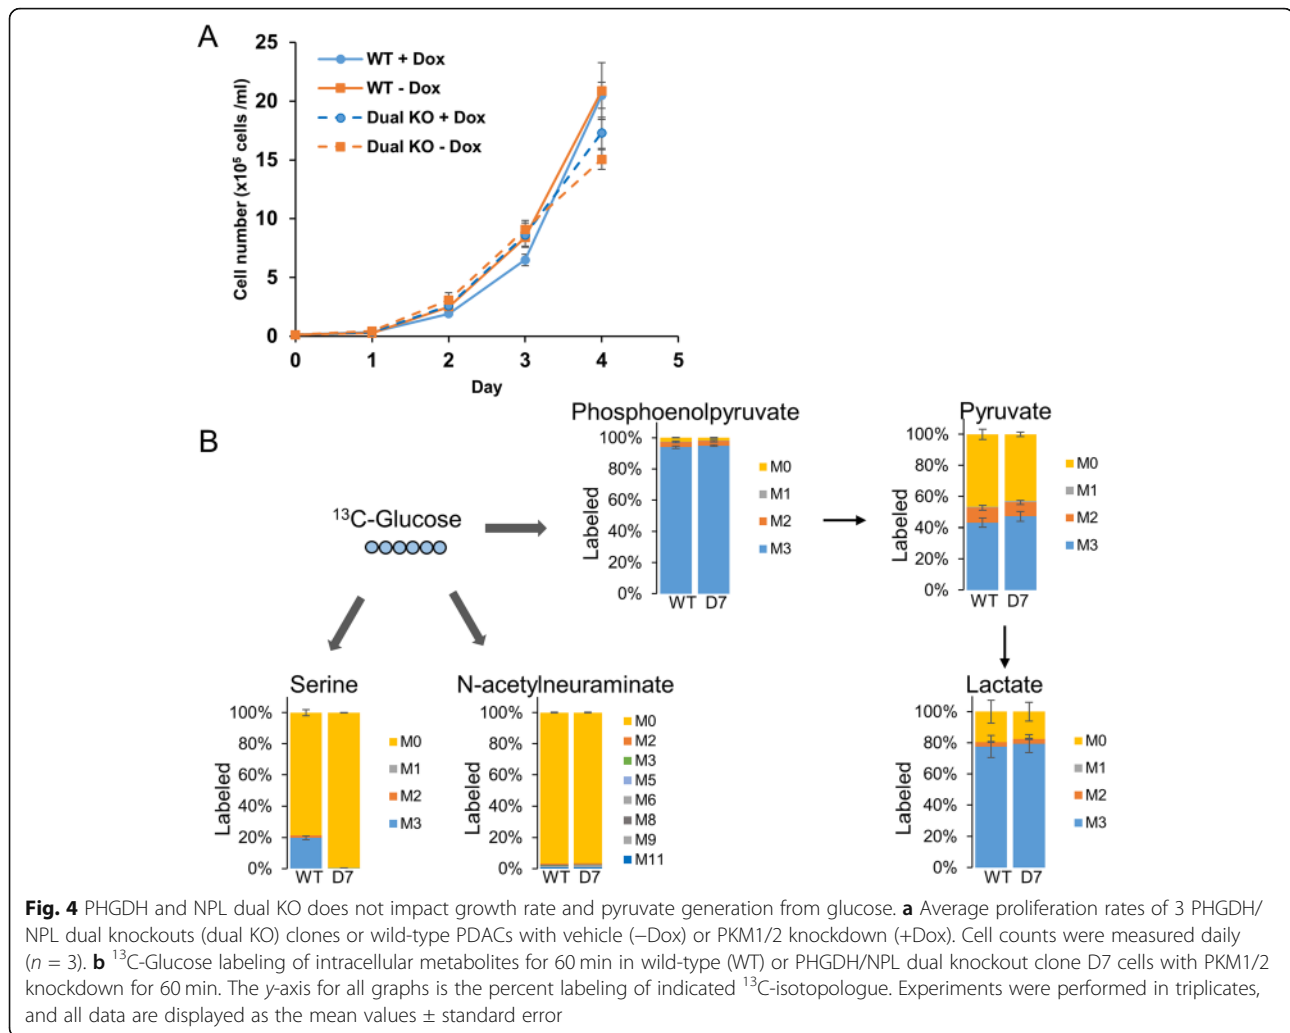 A
25
20
15
10
5
0
Cell number (x10⁵ cells /ml)
WT + Dox
WT - Dox
Dual KO + Dox
Dual KO - Dox
0 1 2 3 4 5
Day
B
¹³C-Glucose
Phosphoenolpyruvate
100%
80%
60%
40%
20%
0%
Labeled
WT D7
M0
M1
M2
M3
Pyruvate
100%
80%
60%
40%
20%
0%
Labeled
WT D7
M0
M1
M2
M3
Serine
100%
80%
60%
40%
20%
0%
Labeled
WT D7
M0
M1
M2
M3
N-acetylneuraminate
100%
80%
60%
40%
20%
0%
Labeled
WT D7
M0
M2
M3
M5
M6
M8
M9
M11
Lactate
100%
80%
60%
40%
20%
0%
Labeled
WT D7
M0
M1
M2
M3
Fig. 4 PHGDH and NPL dual KO does not impact growth rate and pyruvate generation from glucose. a Average proliferation rates of 3 PHGDH/
NPL dual knockouts (dual KO) clones or wild-type PDACs with vehicle (−Dox) or PKM1/2 knockdown (+Dox). Cell counts were measured daily
(n = 3). b ¹³C-Glucose labeling of intracellular metabolites for 60 min in wild-type (WT) or PHGDH/NPL dual knockout clone D7 cells with PKM1/2
knockdown for 60 min. The y-axis for all graphs is the percent labeling of indicated ¹³C-isotopologue. Experiments were performed in triplicates,
and all data are displayed as the mean values ± standard error